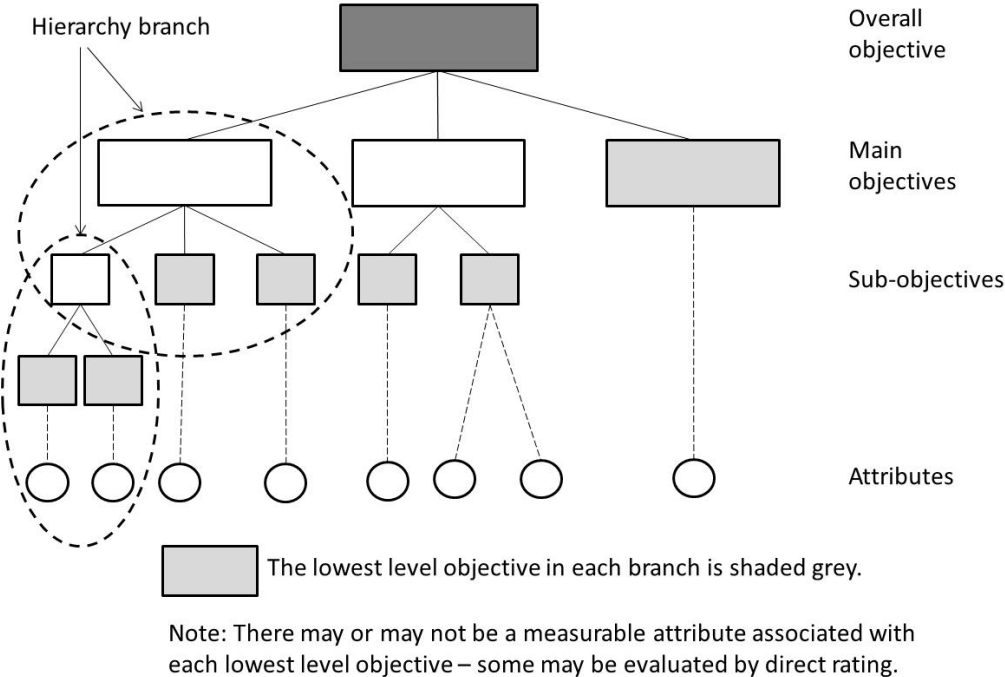 Hierarchy branch
Overall
objective
Main
objectives
Sub-objectives
Attributes
The lowest level objective in each branch is shaded grey.
Note: There may or may not be a measurable attribute associated with
each lowest level objective – some may be evaluated by direct rating.